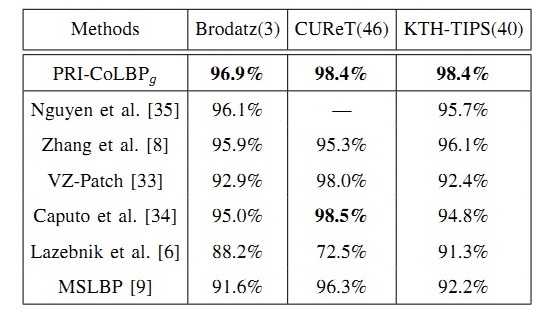 Methods Brodatz(3) CUReT(46) KTH-TIPS(40)
PRI-CoLBPg 96.9% 98.4% 98.4%
Nguyen et al. [35] 96.1% — 95.7%
Zhang et al. [8] 95.9% 95.3% 96.1%
VZ-Patch [33] 92.9% 98.0% 92.4%
Caputo et al. [34] 95.0% 98.5% 94.8%
Lazebnik et al. [6] 88.2% 72.5% 91.3%
MSLBP [9] 91.6% 96.3% 92.2%